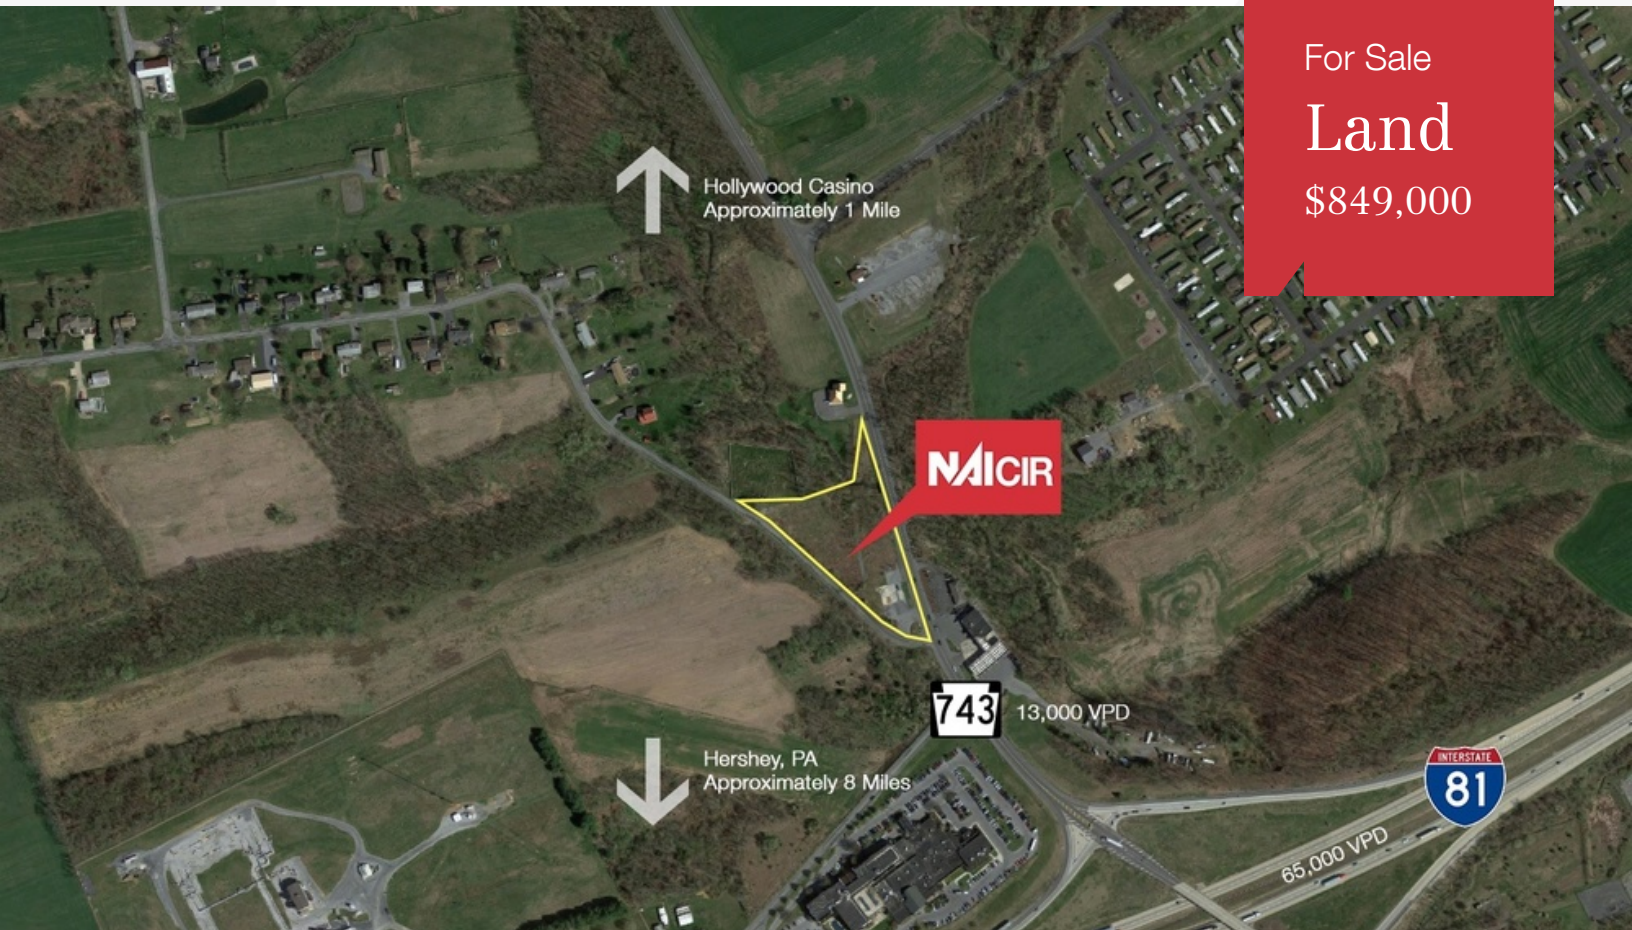 For Sale
Land
$849,000
Hollywood Casino
Approximately 1 Mile
NAICIR
743
13,000 VPD
Hershey, PA
Approximately 8 Miles
INTERSTATE
81
65,000 VPD